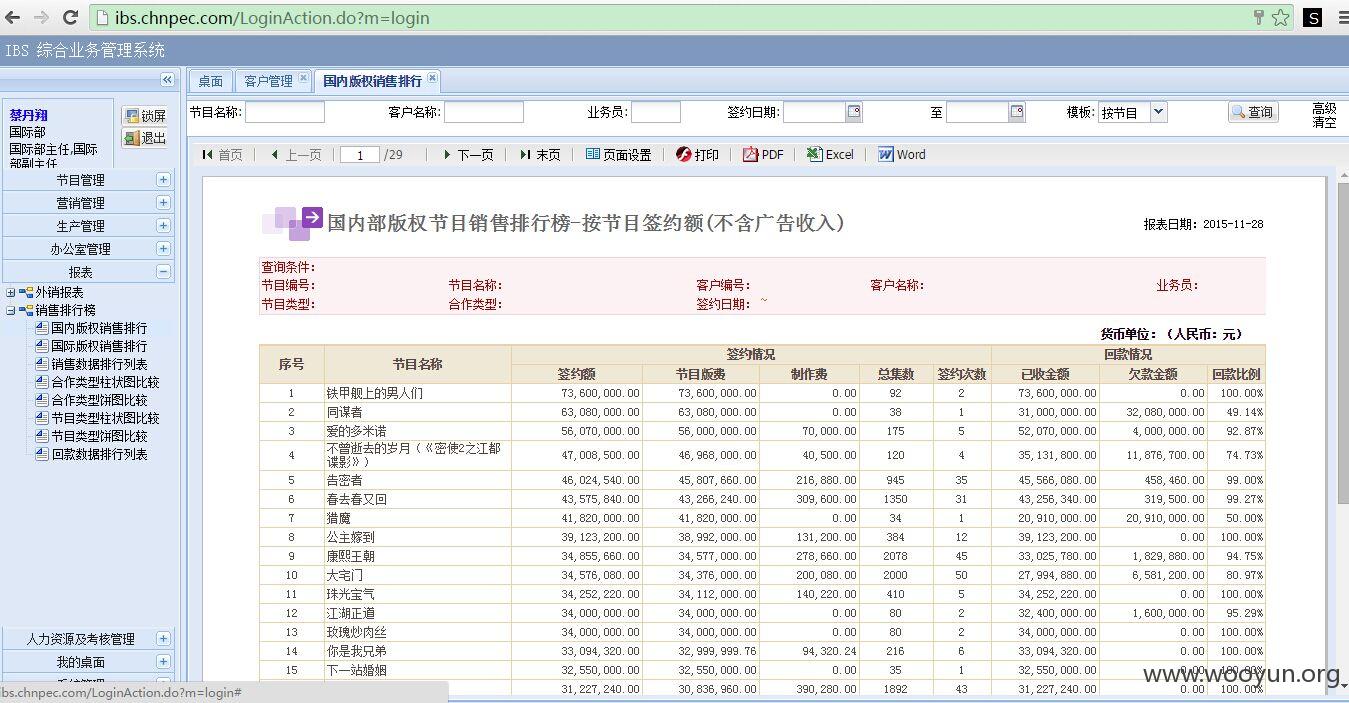 ibs.chnpec.com/LoginAction.do?m=login
S
IBS 综合业务管理系统
桌面 客户管理 国内版权销售排行
蔡丹翔
国际部
国际部主任,国际
部副主任
锁屏
退出
节目名称: 客户名称: 业务员: 签约日期: 至 模板: 按节目 查询 高级
清空
首页 上一页 1 /29 下一页 末页 页面设置 打印 PDF Excel Word
节目管理
营销管理
生产管理
办公室管理
报表
外销报表
销售排行榜
国内版权销售排行
国际版权销售排行
销售数据排行列表
合作类型柱状图比较
合作类型饼图比较
节目类型柱状图比较
节目类型饼图比较
回款数据排行列表
人力资源及考核管理
我的桌面
ibs.chnpec.com/LoginAction.do?m=login#
国内部版权节目销售排行榜-按节目签约额(不含广告收入)
报表日期: 2015-11-28
查询条件:
节目编号: 节目名称: 客户编号: 客户名称: 业务员:
节目类型: 合作类型: 签约日期: ~
货币单位: (人民币: 元)
序号 节目名称 签约情况 回款情况
签约额 节目版费 制作费 总集数 签约次数 已收金额 欠款金额 回款比例
1 铁甲舰上的男人们 73,600,000.00 73,600,000.00 0.00 92 2 73,600,000.00 0.00 100.00%
2 同谋者 63,080,000.00 63,080,000.00 0.00 38 1 31,000,000.00 32,080,000.00 49.14%
3 爱的多米诺 56,070,000.00 56,000,000.00 70,000.00 175 5 52,070,000.00 4,000,000.00 92.87%
4 不曾逝去的岁月(《密使2之江都
谍影》) 47,008,500.00 46,968,000.00 40,500.00 120 4 35,131,800.00 11,876,700.00 74.73%
5 告密者 46,024,540.00 45,807,660.00 216,880.00 945 35 45,566,080.00 458,460.00 99.00%
6 春去春又回 43,575,840.00 43,266,240.00 309,600.00 1350 31 43,256,340.00 319,500.00 99.27%
7 猎魔 41,820,000.00 41,820,000.00 0.00 34 1 20,910,000.00 20,910,000.00 50.00%
8 公主嫁到 39,123,200.00 38,992,000.00 131,200.00 384 12 39,123,200.00 0.00 100.00%
9 康熙王朝 34,855,660.00 34,577,000.00 278,660.00 2078 45 33,025,780.00 1,829,880.00 94.75%
10 大宅门 34,576,080.00 34,376,000.00 200,080.00 2000 50 27,994,880.00 6,581,200.00 80.97%
11 珠光宝气 34,252,220.00 34,112,000.00 140,220.00 410 5 34,252,220.00 0.00 100.00%
12 江湖正道 34,000,000.00 34,000,000.00 0.00 80 2 32,400,000.00 1,600,000.00 95.29%
13 玫瑰炒肉丝 34,000,000.00 34,000,000.00 0.00 80 2 34,000,000.00 0.00 100.00%
14 你是我兄弟 33,094,320.00 32,999,999.76 94,320.24 216 6 33,094,320.00 0.00 100.00%
15 下一站婚姻 32,550,000.00 32,550,000.00 0.00 35 1 32,550,000.00 0.00 100.00%
31,227,240.00 30,836,960.00 390,280.00 1892 43 31,227,240.00 0.00 100.00%
www.wooyun.org